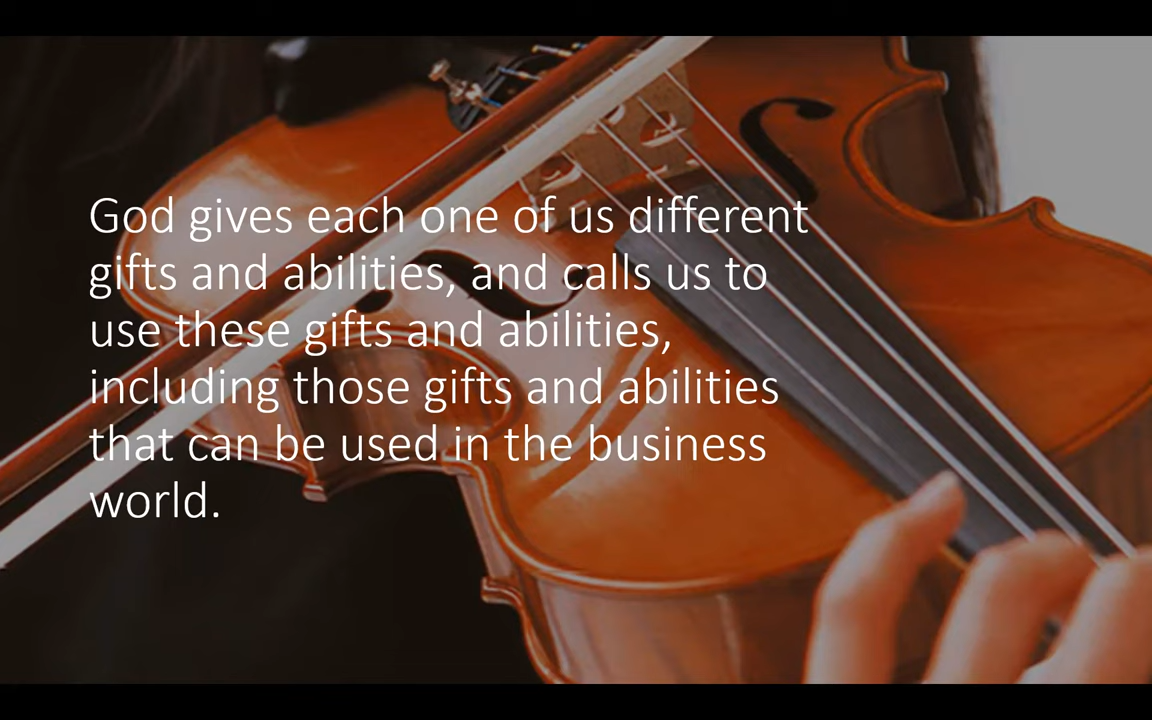 God gives each one of us different
gifts and abilities, and calls us to
use these gifts and abilities,
including those gifts and abilities
that can be used in the business
world.